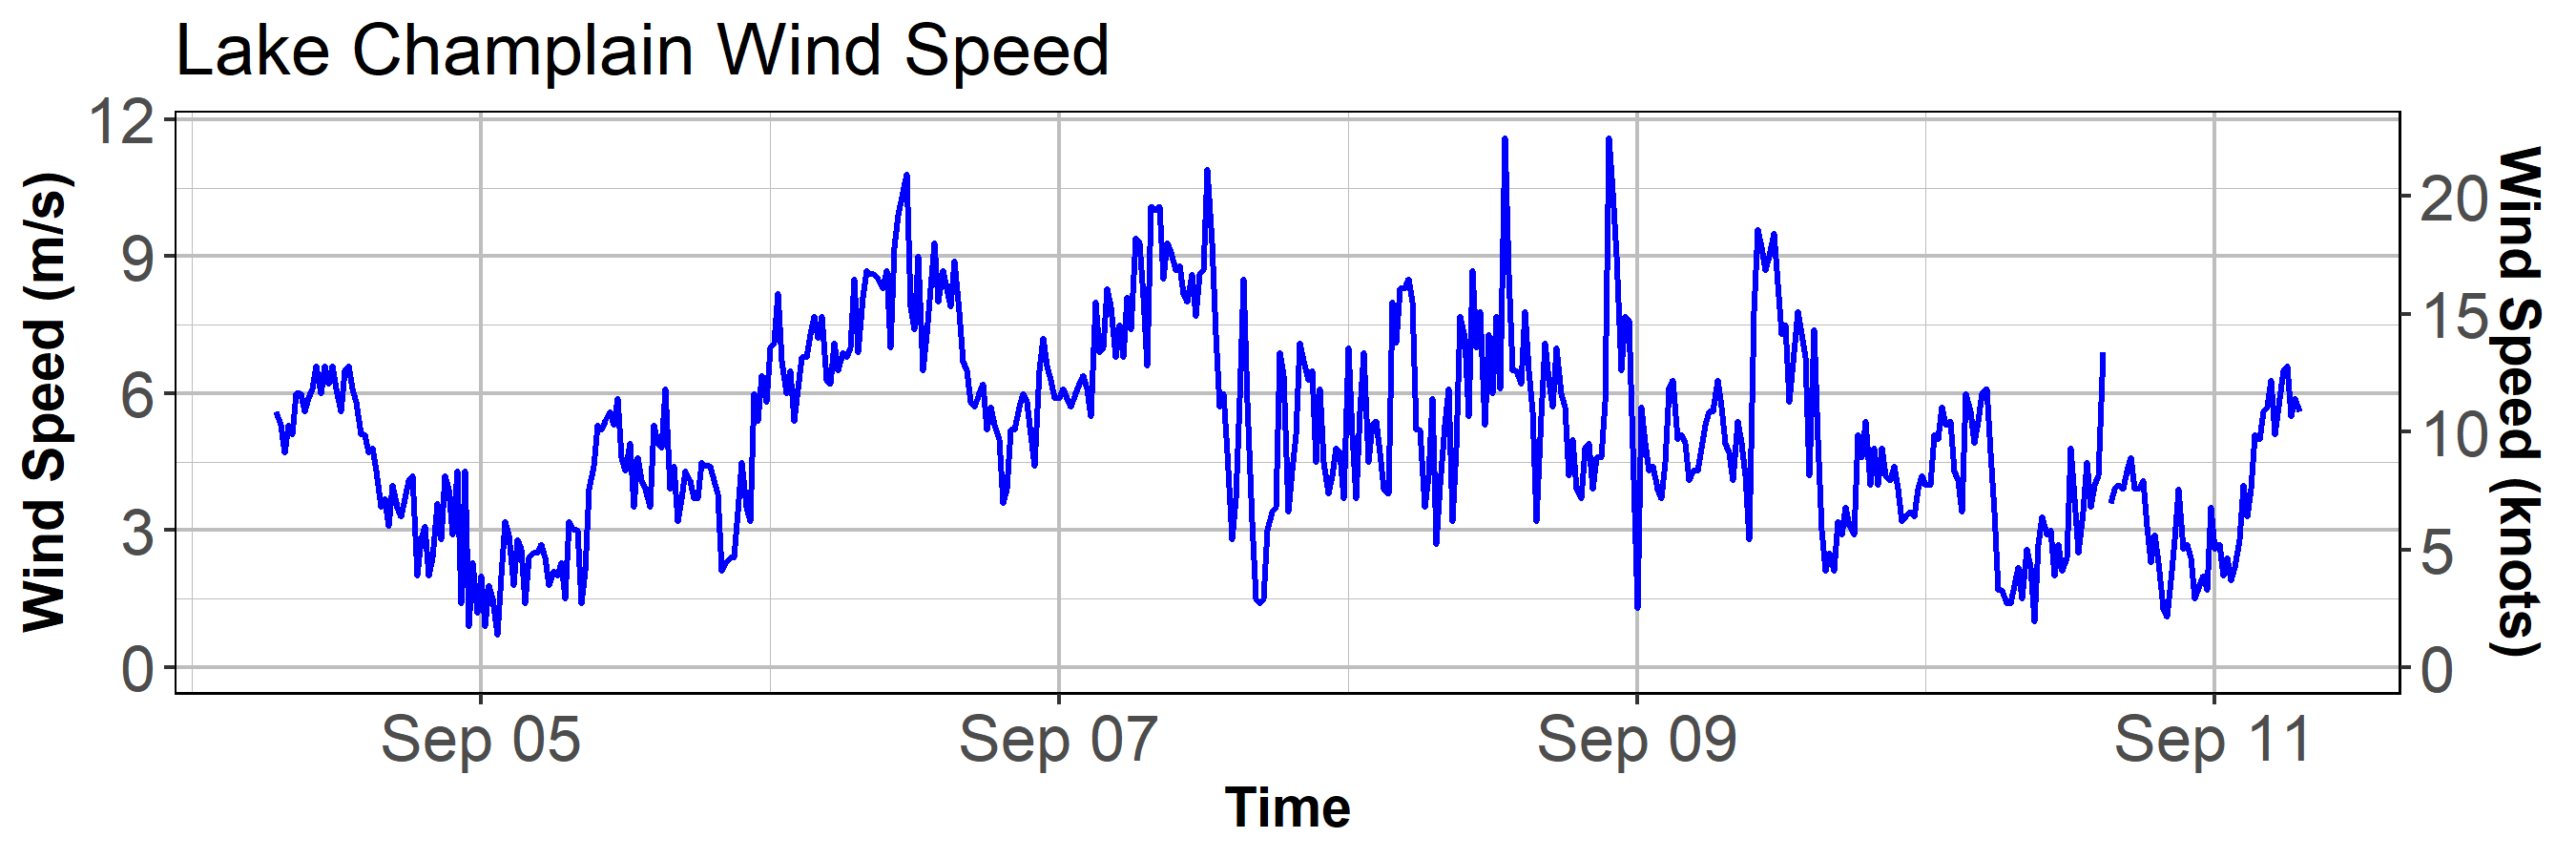 Lake Champlain Wind Speed
12
9
6
3
0
Wind Speed (m/s)
20
15
10
5
0
Wind Speed (knots)
Sep 05 Sep 07 Sep 09 Sep 11
Time